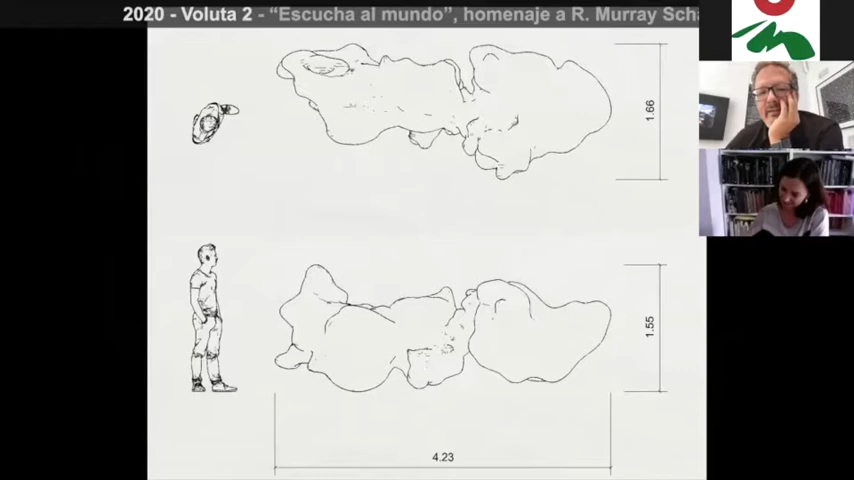 2020 - Voluta 2 - “Escucha al mundo”, homenaje a R. Murray Scha
1.66
1.55
4.23